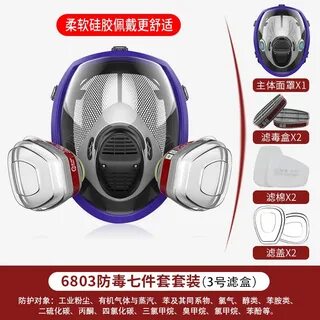 柔软硅胶佩戴更舒适
主体面罩X1
滤毒盒X2
滤棉X2
滤盖X2
6803防毒七件套套装(3号滤盒)
防护对象：工业粉尘、有机气体与蒸汽、苯及其同系物、氯气、醇类、苯胺类、
二硫化碳、丙酮、四氯化碳、三氯甲烷、臭甲烷、氯甲烷、苯酚等。